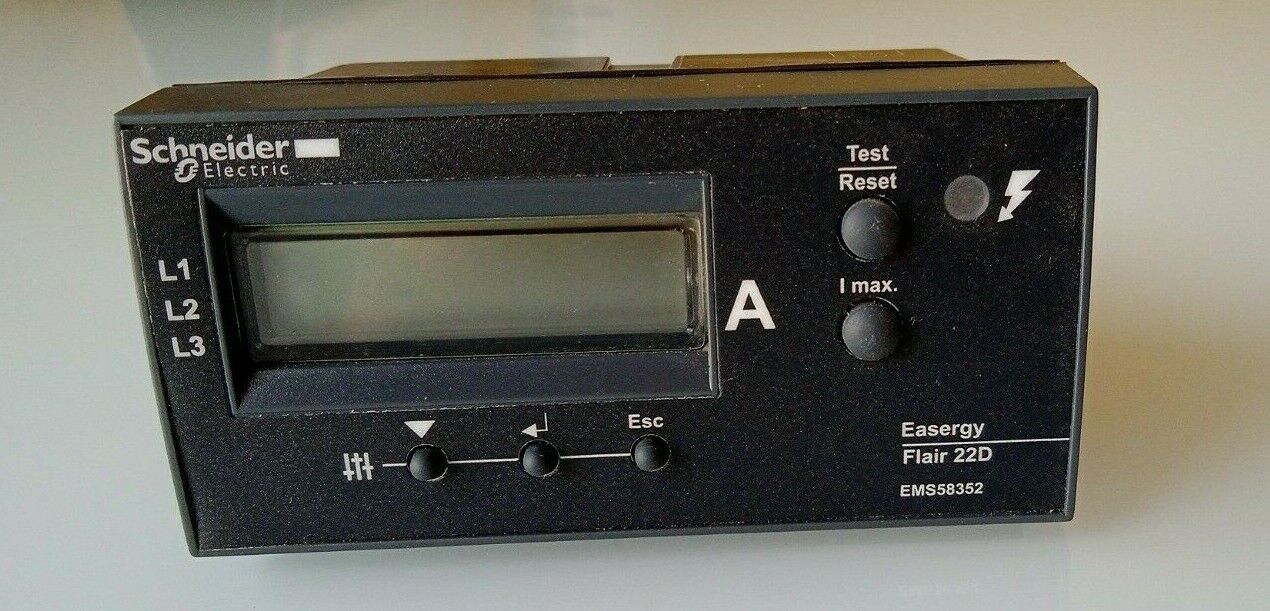 Schneider
Electric
L1
L2
L3
A
Test
Reset
I max.
Esc
Easergy
Flair 22D
EMS58352